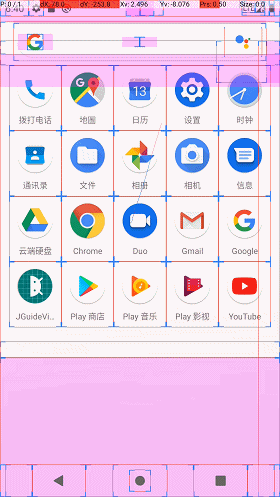 P: 0 / 1 dX: 70.0 dY: -253.8 Xv: 2.496 Yv: -8.076 Prs: 0.50 Size: 0.0
拨打电话 地图 日历 设置 时钟
通讯录 文件 相册 相机 信息
云端硬盘 Chrome Duo Gmail Google
JGuideVi… Play 商店 Play 音乐 Play 影视 YouTube